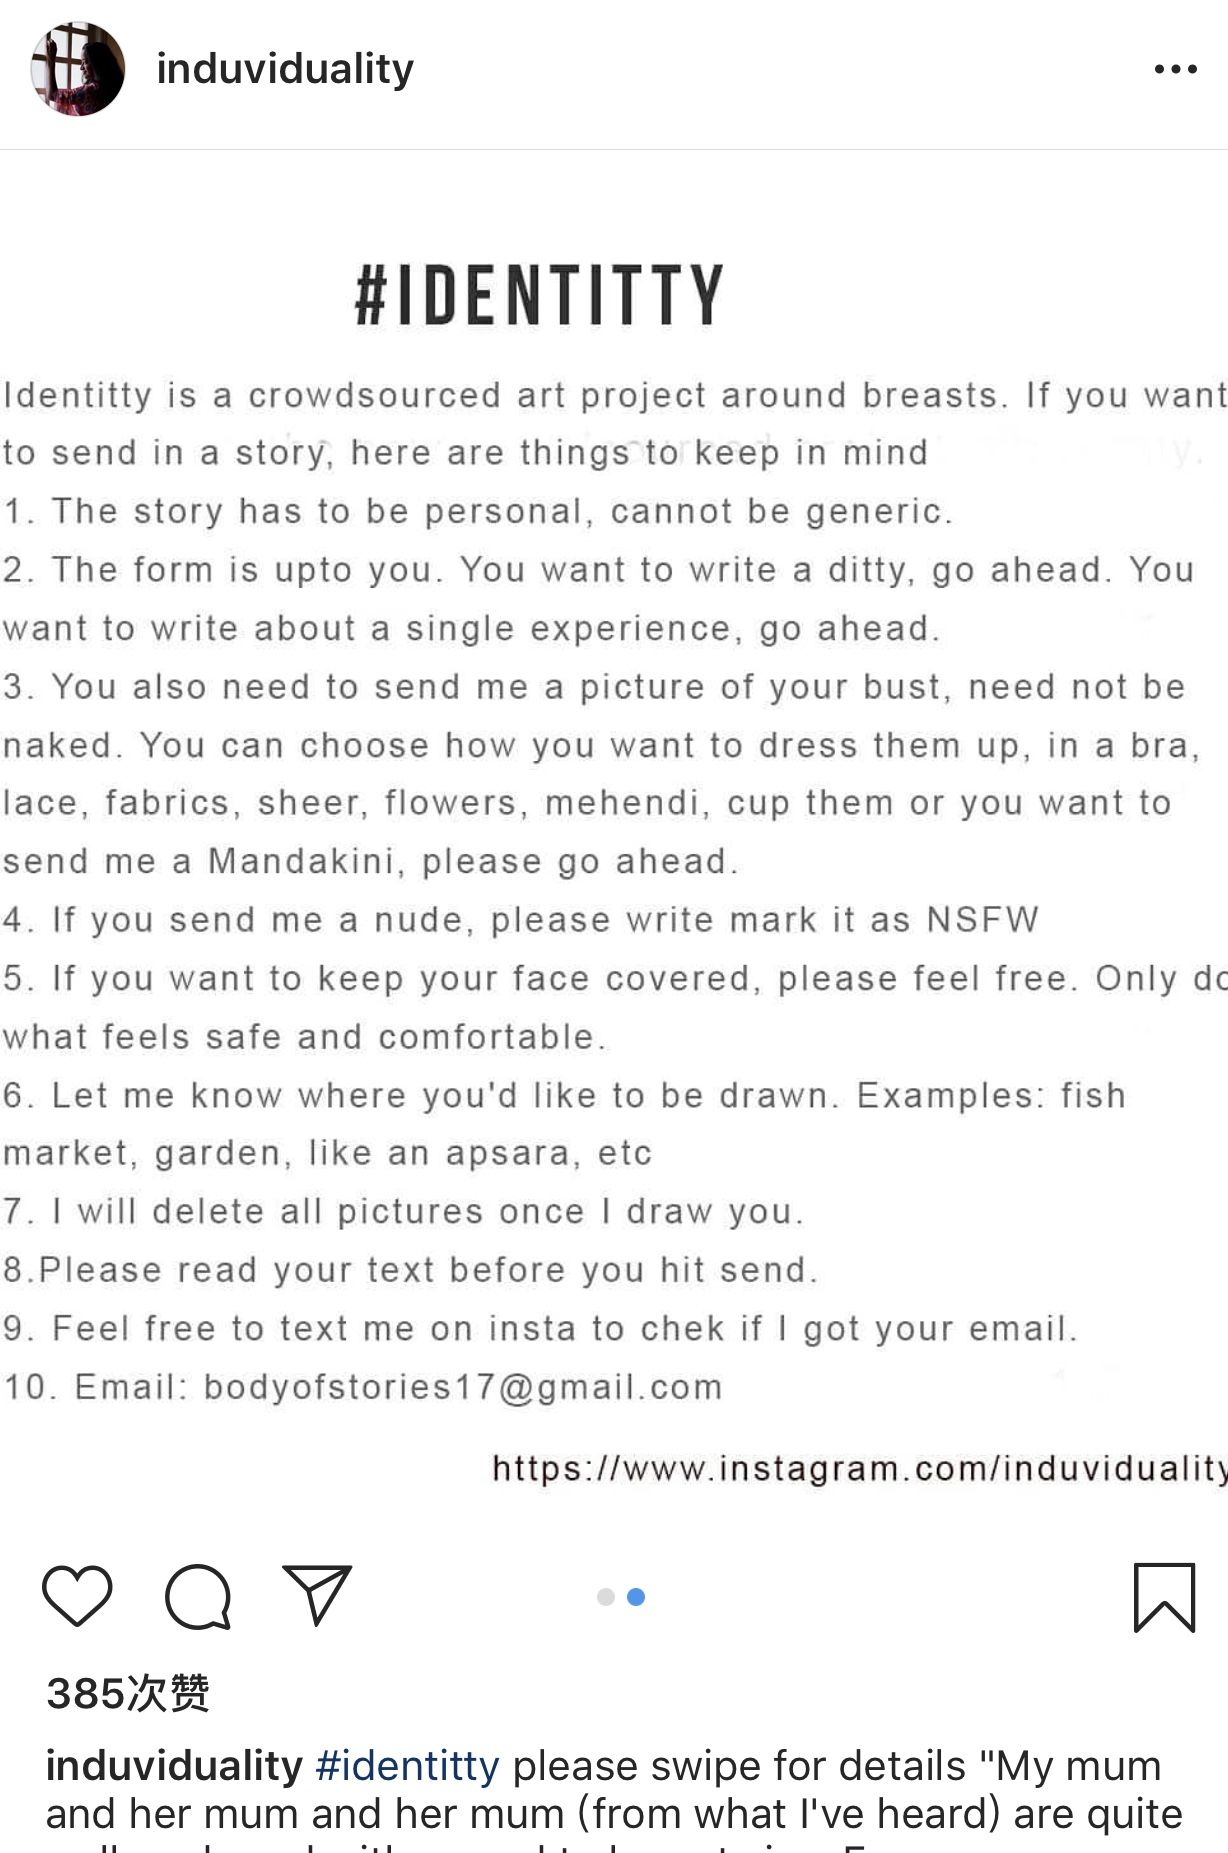 induviduality
#IDENTITTY
Identitty is a crowdsourced art project around breasts. If you want
to send in a story, here are things to keep in mind
1. The story has to be personal, cannot be generic.
2. The form is upto you. You want to write a ditty, go ahead. You
want to write about a single experience, go ahead.
3. You also need to send me a picture of your bust, need not be
naked. You can choose how you want to dress them up, in a bra,
lace, fabrics, sheer, flowers, mehendi, cup them or you want to
send me a Mandakini, please go ahead.
4. If you send me a nude, please write mark it as NSFW
5. If you want to keep your face covered, please feel free. Only do
what feels safe and comfortable.
6. Let me know where you'd like to be drawn. Examples: fish
market, garden, like an apsara, etc
7. I will delete all pictures once I draw you.
8.Please read your text before you hit send.
9. Feel free to text me on insta to chek if I got your email.
10. Email: bodyofstories17@gmail.com
https://www.instagram.com/induviduality
385次赞
induviduality #identitty please swipe for details "My mum
and her mum and her mum (from what I've heard) are quite